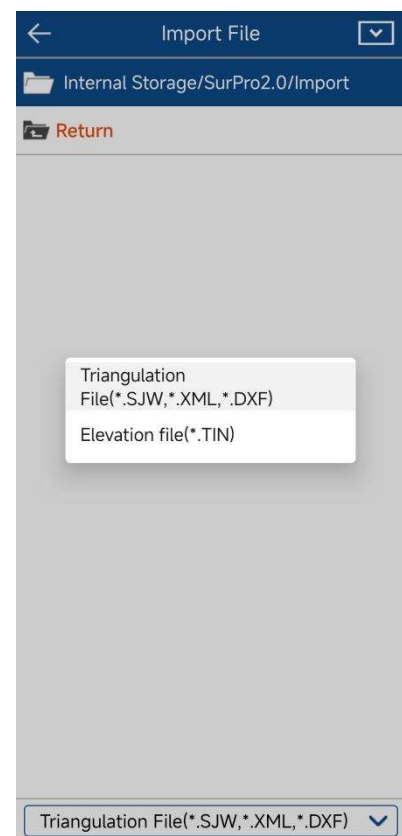 Import File
Internal Storage/SurPro2.0/Import
Return
Triangulation
File(*.SJW,*.XML,*.DXF)
Elevation file(*.TIN)
Triangulation File(*.SJW,*.XML,*.DXF)